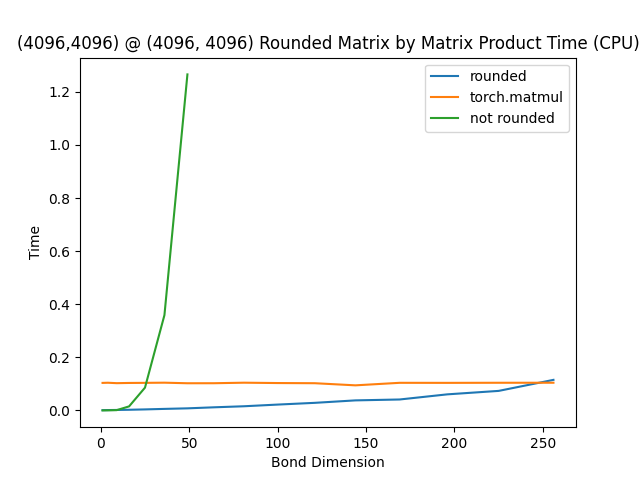 (4096,4096) @ (4096, 4096) Rounded Matrix by Matrix Product Time (CPU)
rounded
torch.matmul
not rounded
Time
1.2
1.0
0.8
0.6
0.4
0.2
0.0
0 50 100 150 200 250
Bond Dimension